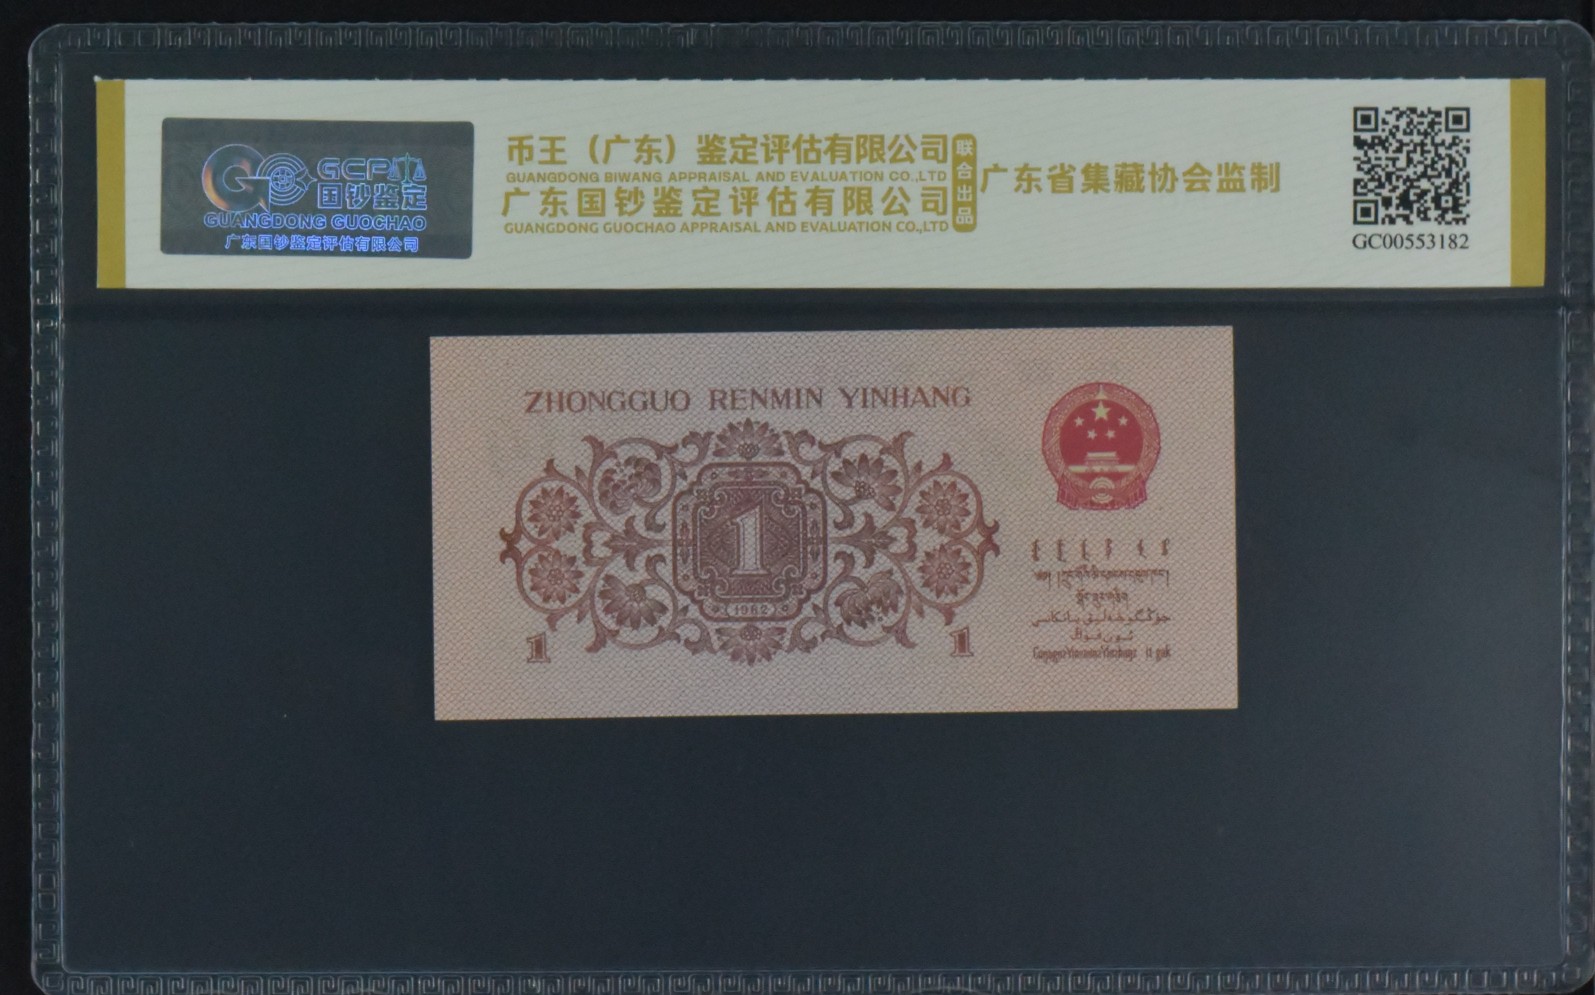 GCP
国钞鉴定
GUANGDONG GUOCHAO
广东国钞鉴定评估有限公司
币王（广东）鉴定评估有限公司
GUANGDONG BIWANG APPRAISAL AND EVALUATION CO.,LTD
广东国钞鉴定评估有限公司
GUANGDONG GUOCHAO APPRAISAL AND EVALUATION CO.,LTD
联合出品
广东省集藏协会监制
GC00553182
ZHONGGUO RENMIN YINHANG
1
1962
1
1